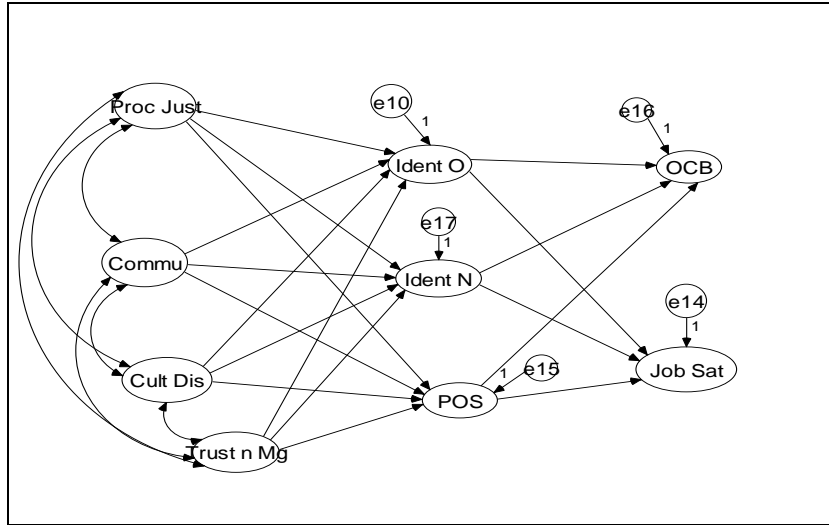 Proc Just
e10
1
Ident O
e16
1
OCB
Commu
e17
1
Ident N
e14
1
Job Sat
Cult Dis
1
e15
POS
Trust n Mg